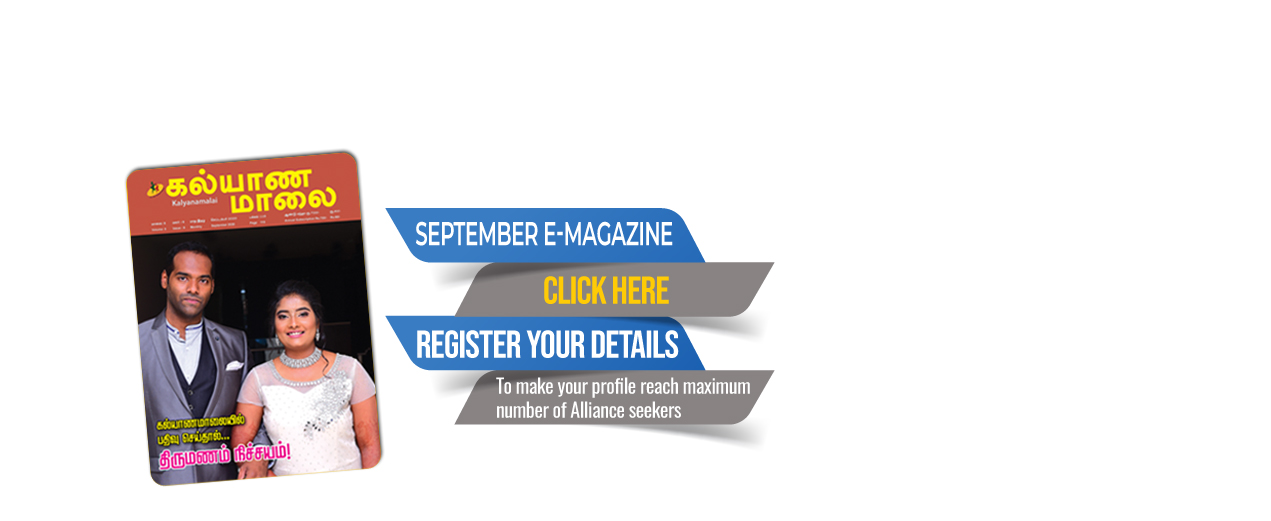 கல்யாண
Kalyanamalai
மாலை
SEPTEMBER E-MAGAZINE
CLICK HERE
REGISTER YOUR DETAILS
To make your profile reach maximum
number of Alliance seekers
கல்யாணமாலையில்
பதிவு செய்தால்...
திருமணம் நிச்சயம்!